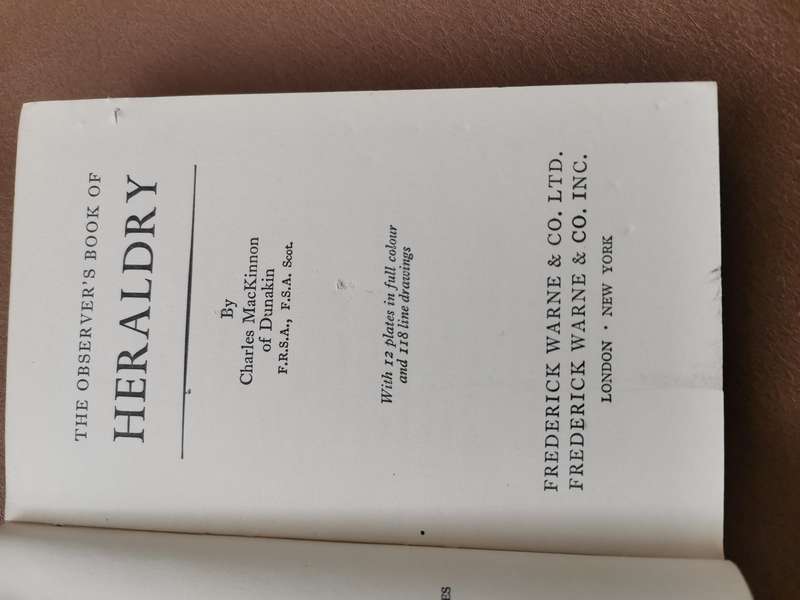 THE OBSERVER'S BOOK OF
HERALDRY
By
Charles MacKinnon
of Dunakin
F.R.S.A., F.S.A. Scot.
With 12 plates in full colour
and 118 line drawings
FREDERICK WARNE & CO. LTD.
FREDERICK WARNE & CO. INC.
LONDON · NEW YORK